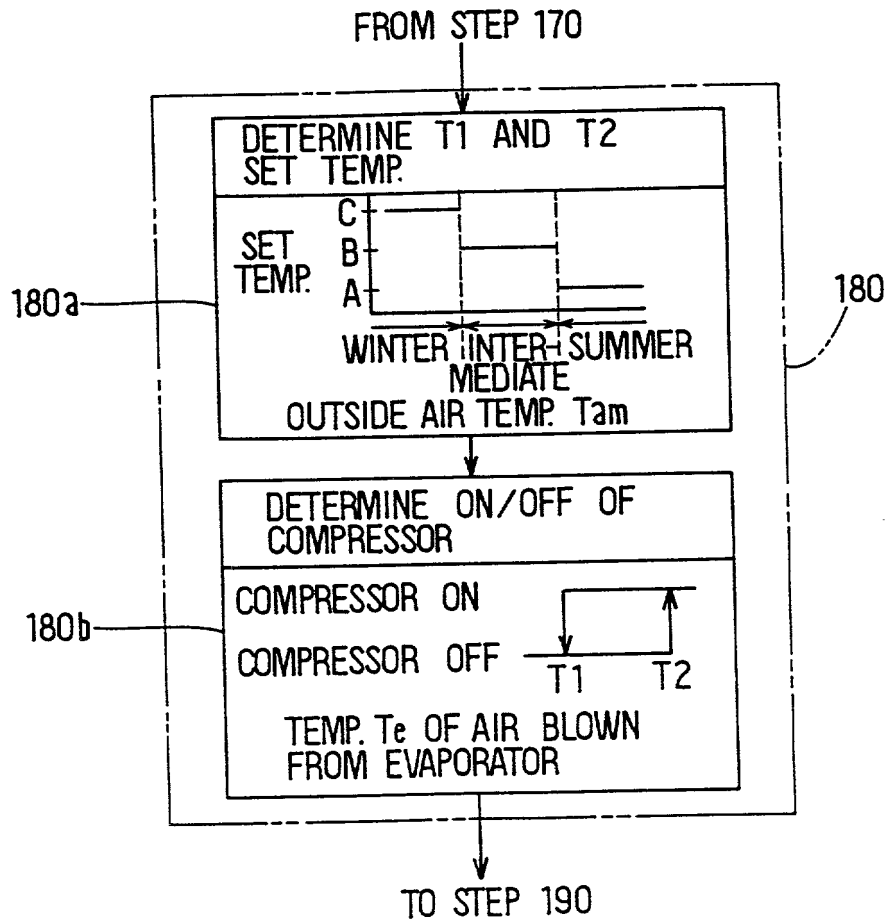 FROM STEP 170
DETERMINE T1 AND T2
SET TEMP.
C
SET
TEMP.
B
A
180a
180
WINTER INTER- SUMMER
MEDIATE
OUTSIDE AIR TEMP. Tam
DETERMINE ON/OFF OF
COMPRESSOR
COMPRESSOR ON
180b
COMPRESSOR OFF
T1 T2
TEMP. Te OF AIR BLOWN
FROM EVAPORATOR
TO STEP 190